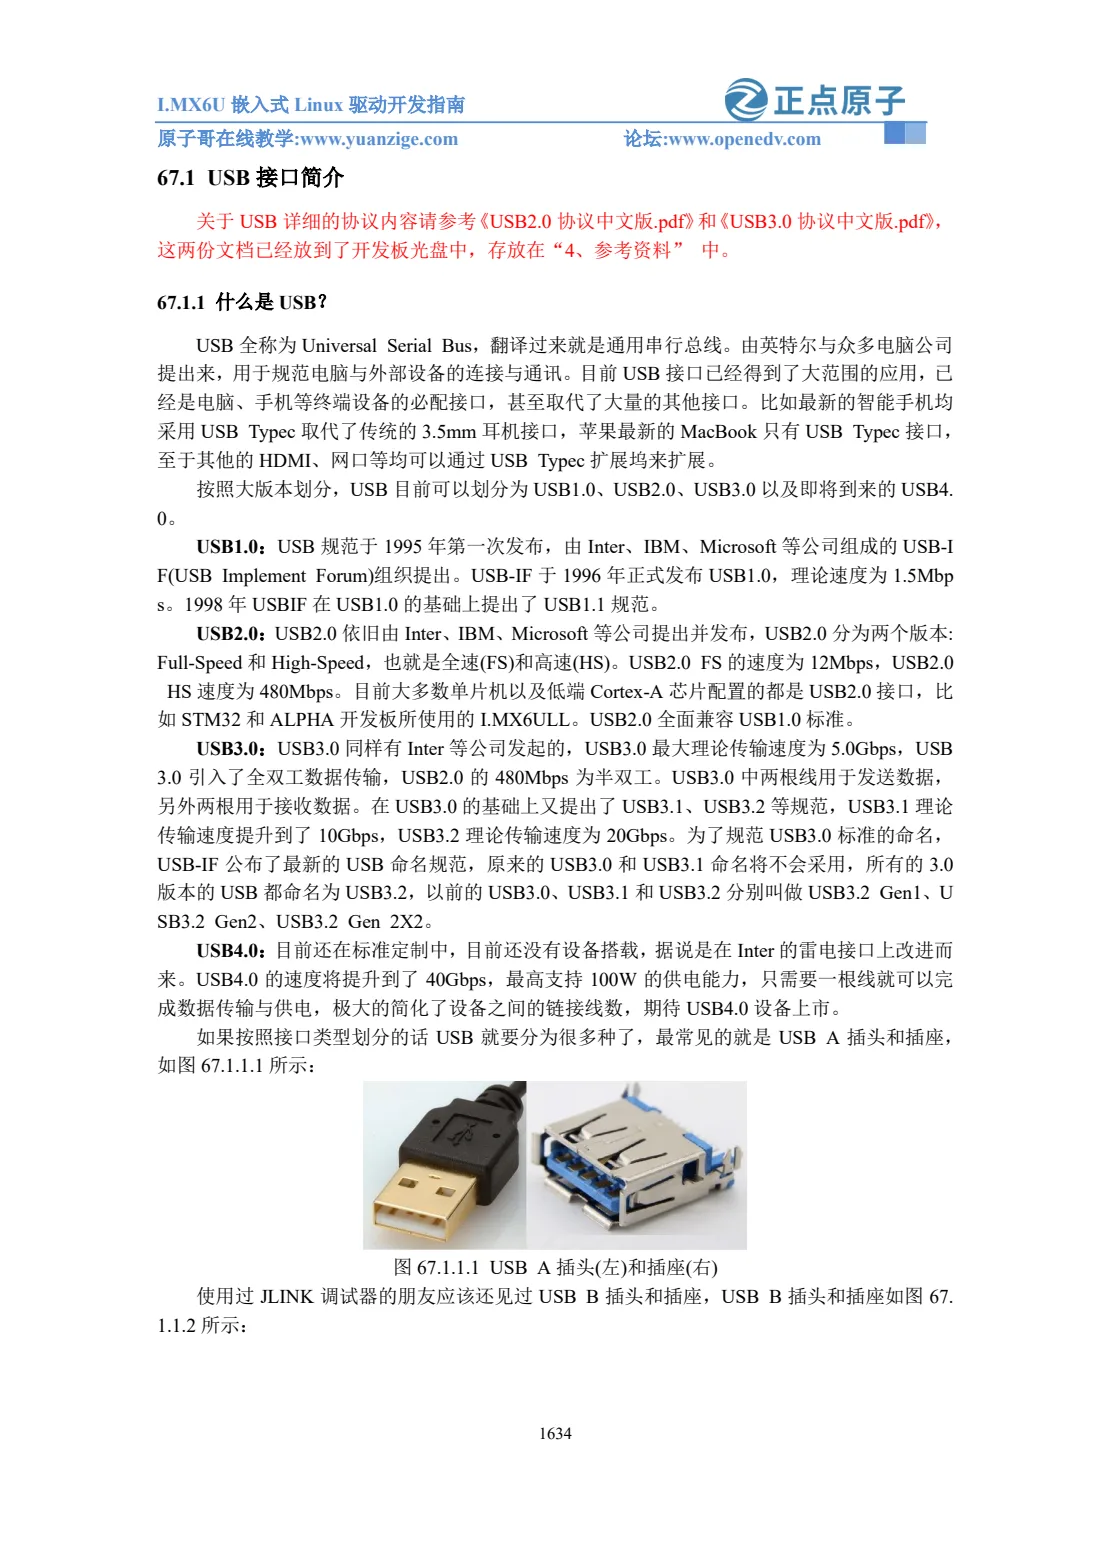 I.MX6U 嵌入式 Linux 驱动开发指南
正点原子
原子哥在线教学:www.yuanzige.com 论坛:www.openedv.com
67.1 USB 接口简介
关于 USB 详细的协议内容请参考《USB2.0 协议中文版.pdf》和《USB3.0 协议中文版.pdf》，
这两份文档已经放到了开发板光盘中，存放在“4、参考资料” 中。
67.1.1 什么是 USB？
USB 全称为 Universal Serial Bus，翻译过来就是通用串行总线。由英特尔与众多电脑公司
提出来，用于规范电脑与外部设备的连接与通讯。目前 USB 接口已经得到了大范围的应用，已
经是电脑、手机等终端设备的必配接口，甚至取代了大量的其他接口。比如最新的智能手机均
采用 USB Typec 取代了传统的 3.5mm 耳机接口，苹果最新的 MacBook 只有 USB Typec 接口，
至于其他的 HDMI、网口等均可以通过 USB Typec 扩展坞来扩展。
按照大版本划分，USB 目前可以划分为 USB1.0、USB2.0、USB3.0 以及即将到来的 USB4.
0。
USB1.0：USB 规范于 1995 年第一次发布，由 Inter、IBM、Microsoft 等公司组成的 USB-I
F(USB Implement Forum)组织提出。USB-IF 于 1996 年正式发布 USB1.0，理论速度为 1.5Mbp
s。1998 年 USBIF 在 USB1.0 的基础上提出了 USB1.1 规范。
USB2.0：USB2.0 依旧由 Inter、IBM、Microsoft 等公司提出并发布，USB2.0 分为两个版本:
Full-Speed 和 High-Speed，也就是全速(FS)和高速(HS)。USB2.0 FS 的速度为 12Mbps，USB2.0
HS 速度为 480Mbps。目前大多数单片机以及低端 Cortex-A 芯片配置的都是 USB2.0 接口，比
如 STM32 和 ALPHA 开发板所使用的 I.MX6ULL。USB2.0 全面兼容 USB1.0 标准。
USB3.0：USB3.0 同样有 Inter 等公司发起的，USB3.0 最大理论传输速度为 5.0Gbps，USB
3.0 引入了全双工数据传输，USB2.0 的 480Mbps 为半双工。USB3.0 中两根线用于发送数据，
另外两根用于接收数据。在 USB3.0 的基础上又提出了 USB3.1、USB3.2 等规范，USB3.1 理论
传输速度提升到了 10Gbps，USB3.2 理论传输速度为 20Gbps。为了规范 USB3.0 标准的命名，
USB-IF 公布了最新的 USB 命名规范，原来的 USB3.0 和 USB3.1 命名将不会采用，所有的 3.0
版本的 USB 都命名为 USB3.2，以前的 USB3.0、USB3.1 和 USB3.2 分别叫做 USB3.2 Gen1、U
SB3.2 Gen2、USB3.2 Gen 2X2。
USB4.0：目前还在标准定制中，目前还没有设备搭载，据说是在 Inter 的雷电接口上改进而
来。USB4.0 的速度将提升到了 40Gbps，最高支持 100W 的供电能力，只需要一根线就可以完
成数据传输与供电，极大的简化了设备之间的链接线数，期待 USB4.0 设备上市。
如果按照接口类型划分的话 USB 就要分为很多种了，最常见的就是 USB A 插头和插座，
如图 67.1.1.1 所示：
图 67.1.1.1 USB A 插头(左)和插座(右)
使用过 JLINK 调试器的朋友应该还见过 USB B 插头和插座，USB B 插头和插座如图 67.
1.1.2 所示：
1634